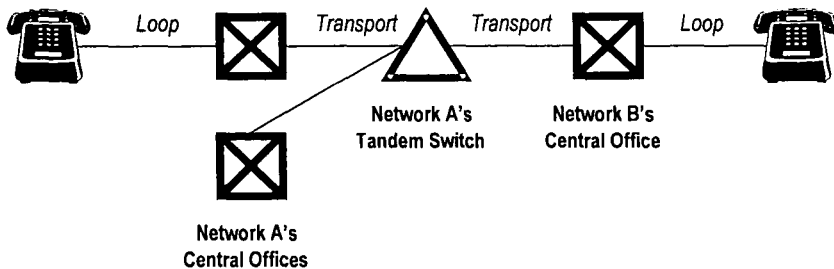 Loop
Transport
Transport
Loop
Network A's
Tandem Switch
Network B's
Central Office
Network A's
Central Offices